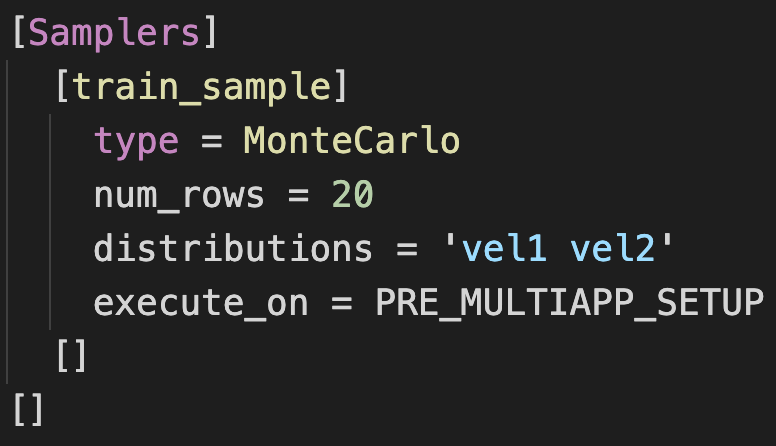 [Samplers]
  [train_sample]
    type = MonteCarlo
    num_rows = 20
    distributions = 'vel1 vel2'
    execute_on = PRE_MULTIAPP_SETUP
  []
[]